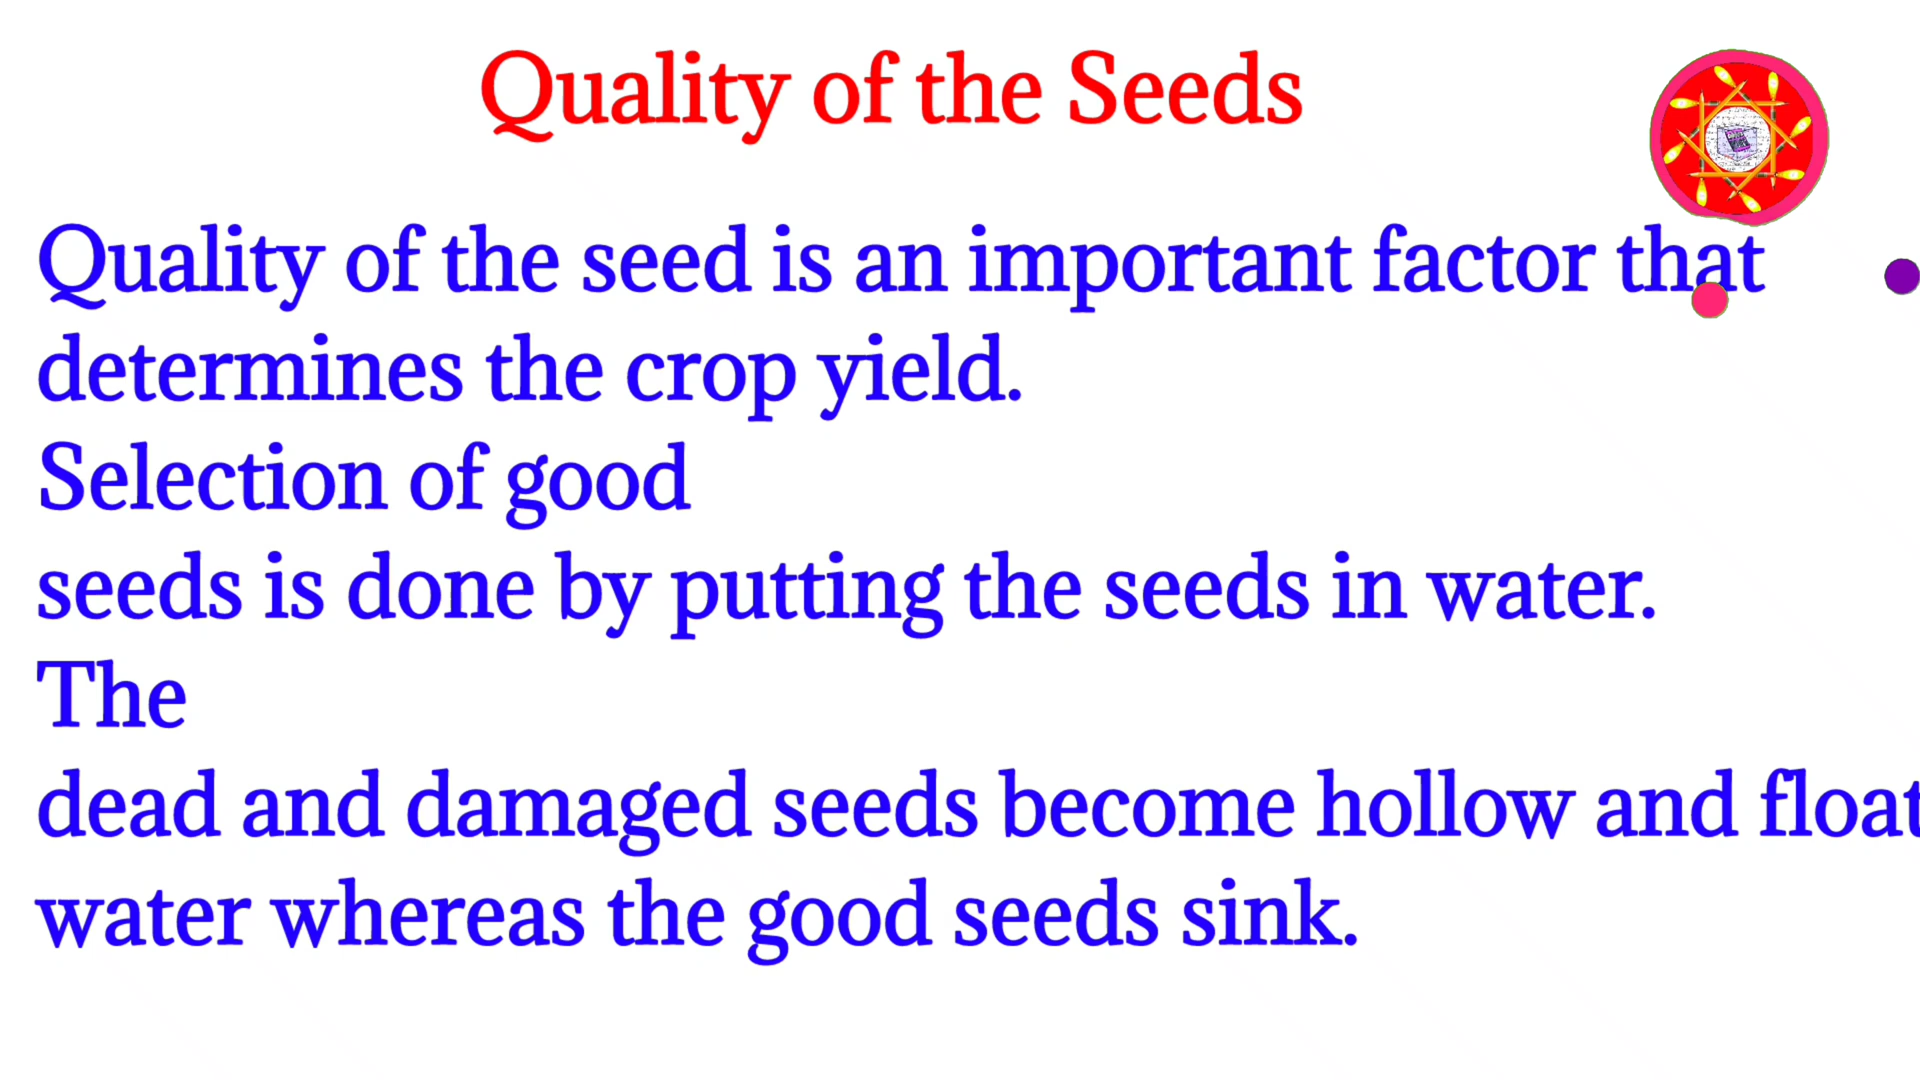 Quality of the Seeds
Quality of the seed is an important factor that
determines the crop yield.
Selection of good
seeds is done by putting the seeds in water.
The
dead and damaged seeds become hollow and float
water whereas the good seeds sink.